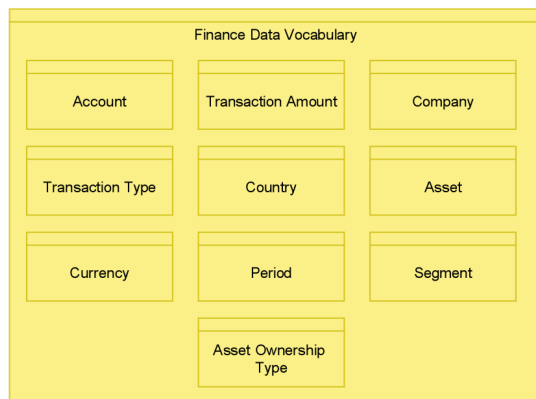 Finance Data Vocabulary
Account
Transaction Amount
Company
Transaction Type
Country
Asset
Currency
Period
Segment
Asset Ownership
Type